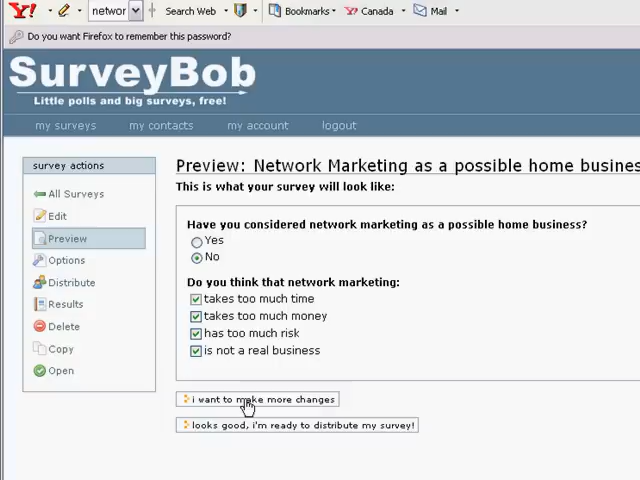 Y! networ Search Web Bookmarks Canada Mail
Do you want Firefox to remember this password?
SurveyBob
Little polls and big surveys, free!
my surveys my contacts my account logout
survey actions
All Surveys
Edit
Preview
Options
Distribute
Results
Delete
Copy
Open
Preview: Network Marketing as a possible home busines
This is what your survey will look like:
Have you considered network marketing as a possible home business?
Yes
No
Do you think that network marketing:
takes too much time
takes too much money
has too much risk
is not a real business
i want to make more changes
looks good, i'm ready to distribute my survey!